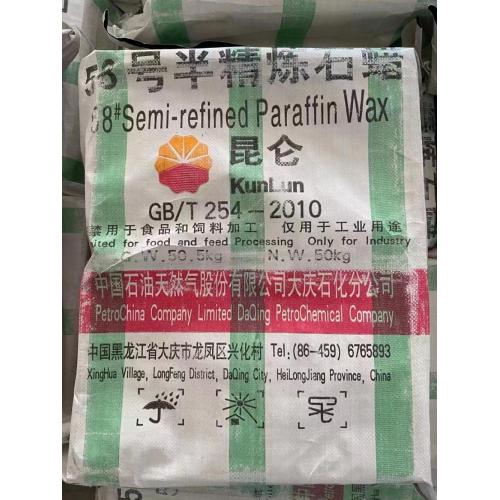 号半精炼石蜡
8#Semi-refined Paraffin Wax
昆仑
KunLun
GB/T 254-2010
禁用于食品和饲料加工 仅用于工业用途
ited for food and feed Processing Only for Industry
G.W.50.5kg N.W.50kg
中国石油天然气股份有限公司大庆石化分公司
PetroChina Company Limited DaQing PetroChemical Company
中国黑龙江省大庆市龙凤区兴化村 Tel:(86-459) 6765893
XingHua Village, LongFeng District, DaQing City, HeiLongJiang Province, China